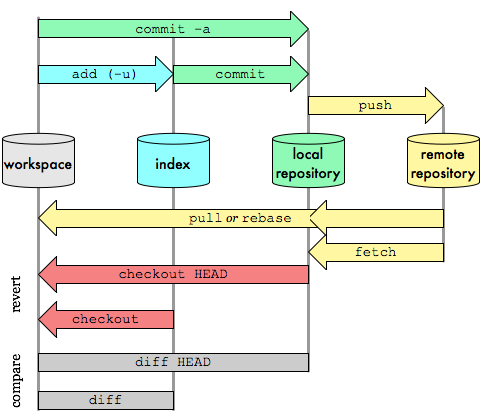 commit -a
add (-u)
commit
push
workspace
index
local
repository
remote
repository
pull or rebase
fetch
revert
checkout HEAD
checkout
compare
diff HEAD
diff